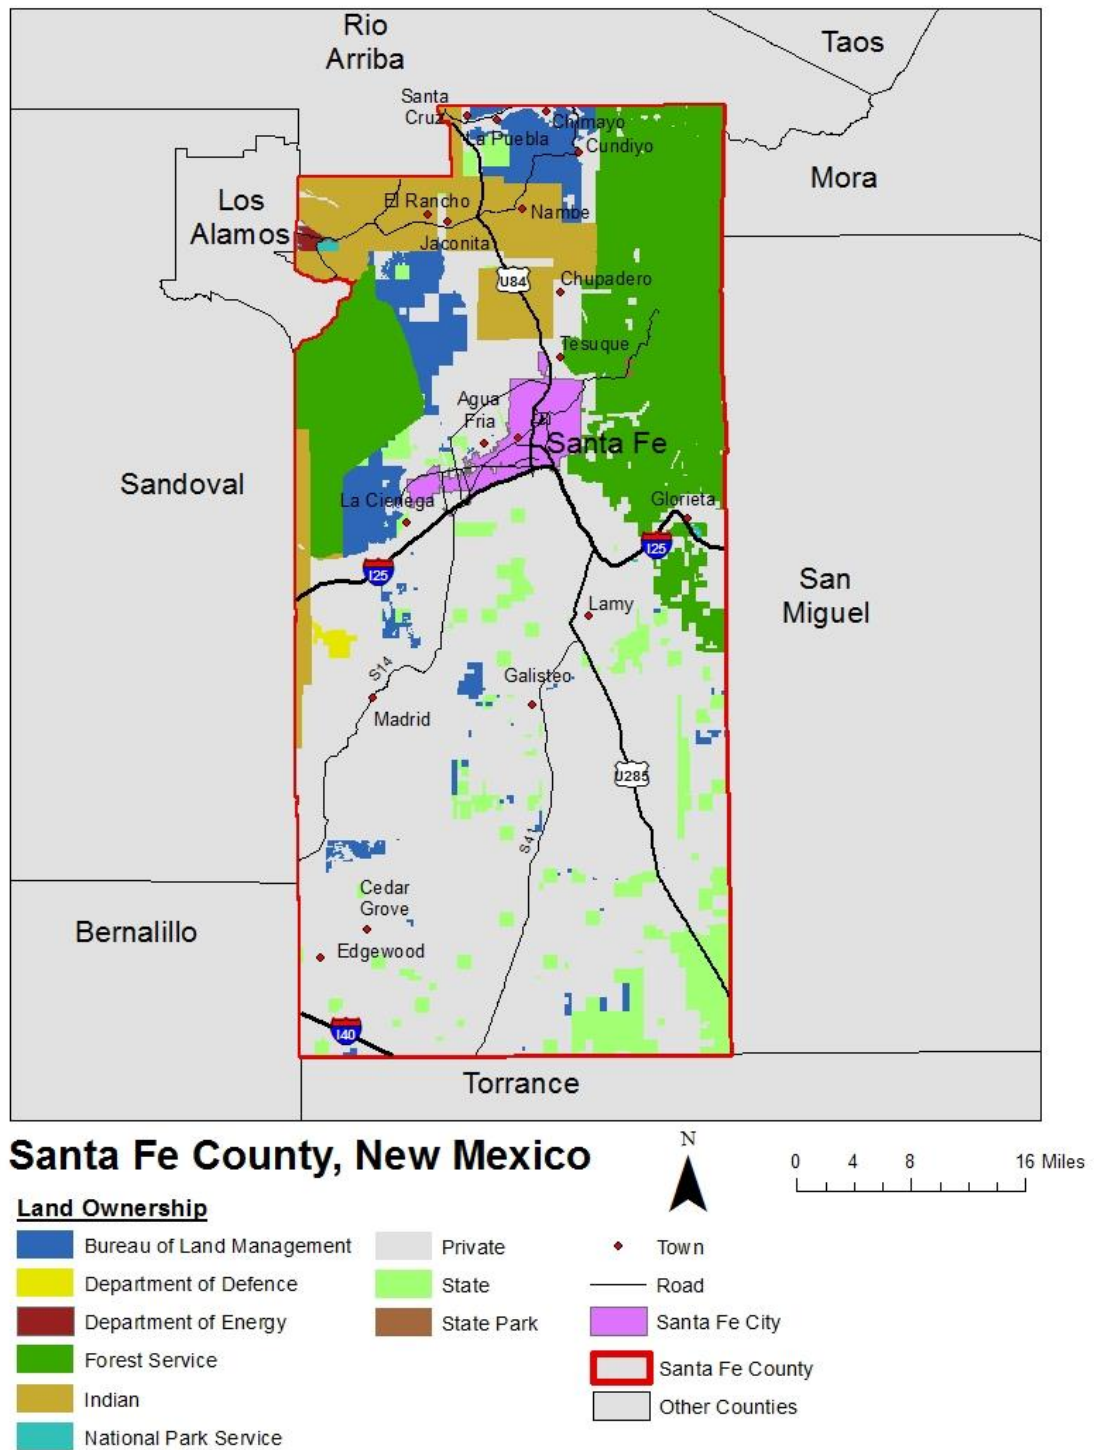 Rio
Arriba
Taos
Santa
Cruz
Chimayo
La Puebla
Cundiyo
Mora
Los
Alamos
El Rancho
Nambe
Jaconita
U84
Chupadero
Tesuque
Agua
Fria
Santa Fe
Sandoval
La Cienega
Glorieta
I25
I25
San
Miguel
Lamy
S14
Galisteo
Madrid
U285
S41
Cedar
Grove
Bernalillo
Edgewood
I40
Torrance
Santa Fe County, New Mexico
N
0 4 8 16 Miles
Land Ownership
Bureau of Land Management
Department of Defence
Department of Energy
Forest Service
Indian
National Park Service
Private
State
State Park
Town
Road
Santa Fe City
Santa Fe County
Other Counties